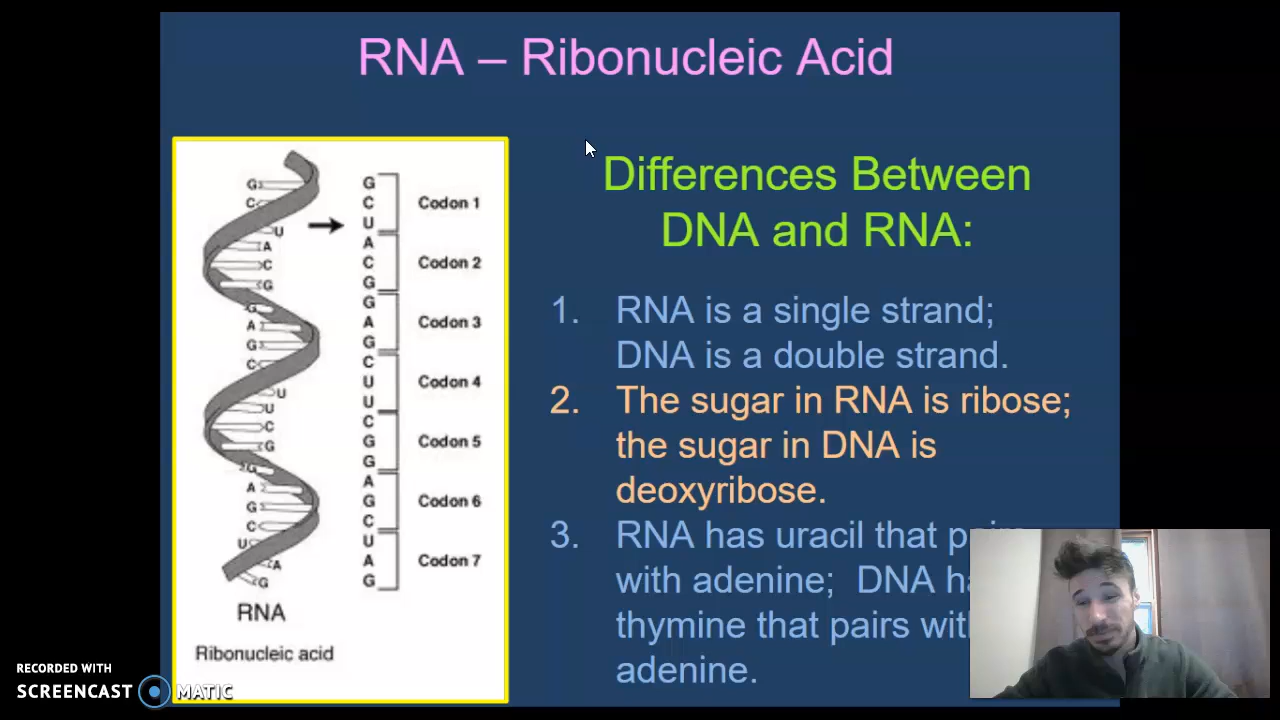 RNA – Ribonucleic Acid
Differences Between
DNA and RNA:
1. RNA is a single strand;
DNA is a double strand.
2. The sugar in RNA is ribose;
the sugar in DNA is
deoxyribose.
3. RNA has uracil that
with adenine; DNA
thymine that pairs
adenine.
G
C
U
A
C
G
G
A
G
C
U
U
C
G
G
A
G
C
U
A
G
RNA
Ribonucleic acid
G
C
U
Codon 1
A
C
G
Codon 2
G
A
G
Codon 3
C
U
U
Codon 4
C
G
G
Codon 5
A
G
C
Codon 6
U
A
G
Codon 7
RECORDED WITH
SCREENCAST MATIC